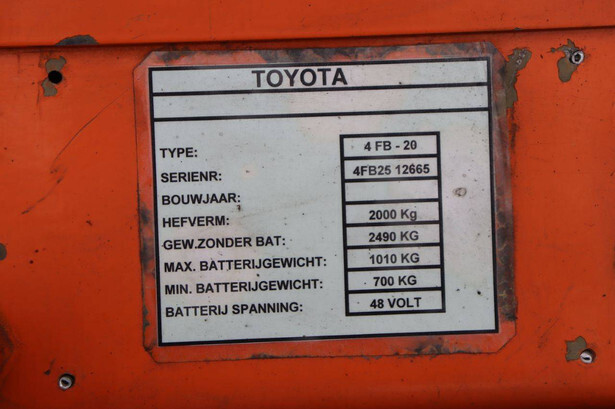 TOYOTA
TYPE: 4 FB - 20
SERIENR: 4FB25 12665
BOUWJAAR:
HEFVERM: 2000 Kg
GEW.ZONDER BAT: 2490 KG
MAX. BATTERIJGEWICHT: 1010 KG
MIN. BATTERIJGEWICHT: 700 KG
BATTERIJ SPANNING: 48 VOLT